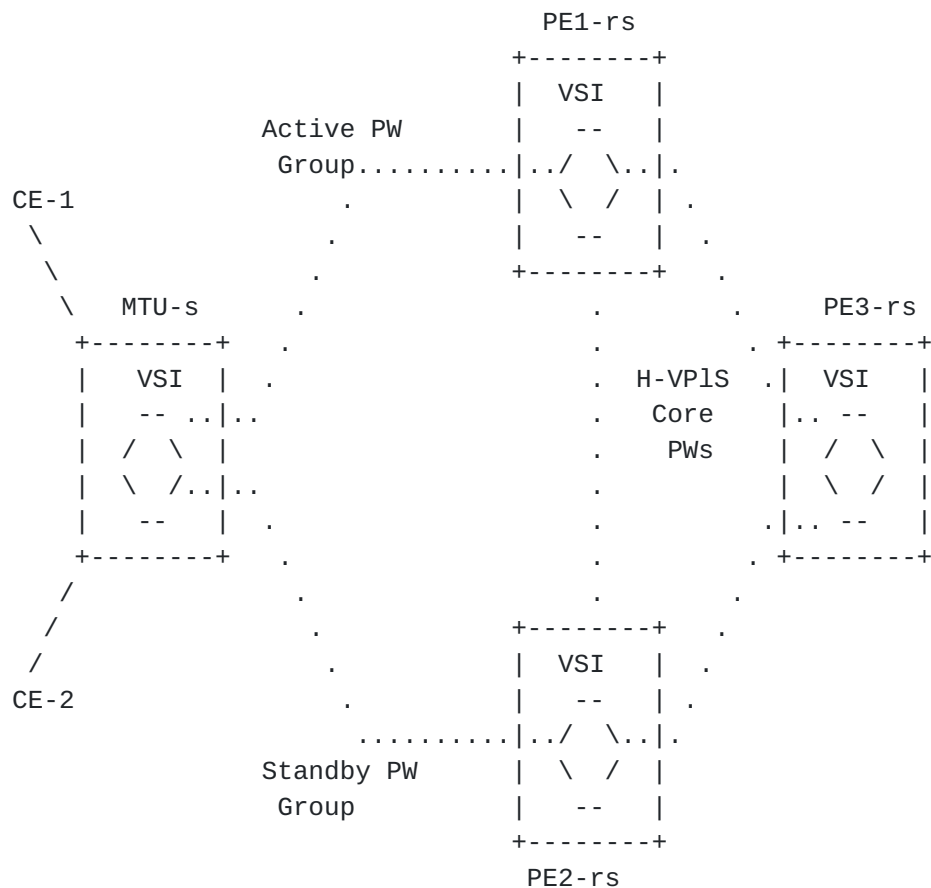 PE1-rs
VSI
Active PW
Group
CE-1
MTU-s
PE3-rs
VSI
H-VPlS
VSI
Core
PWs
VSI
CE-2
Standby PW
Group
PE2-rs